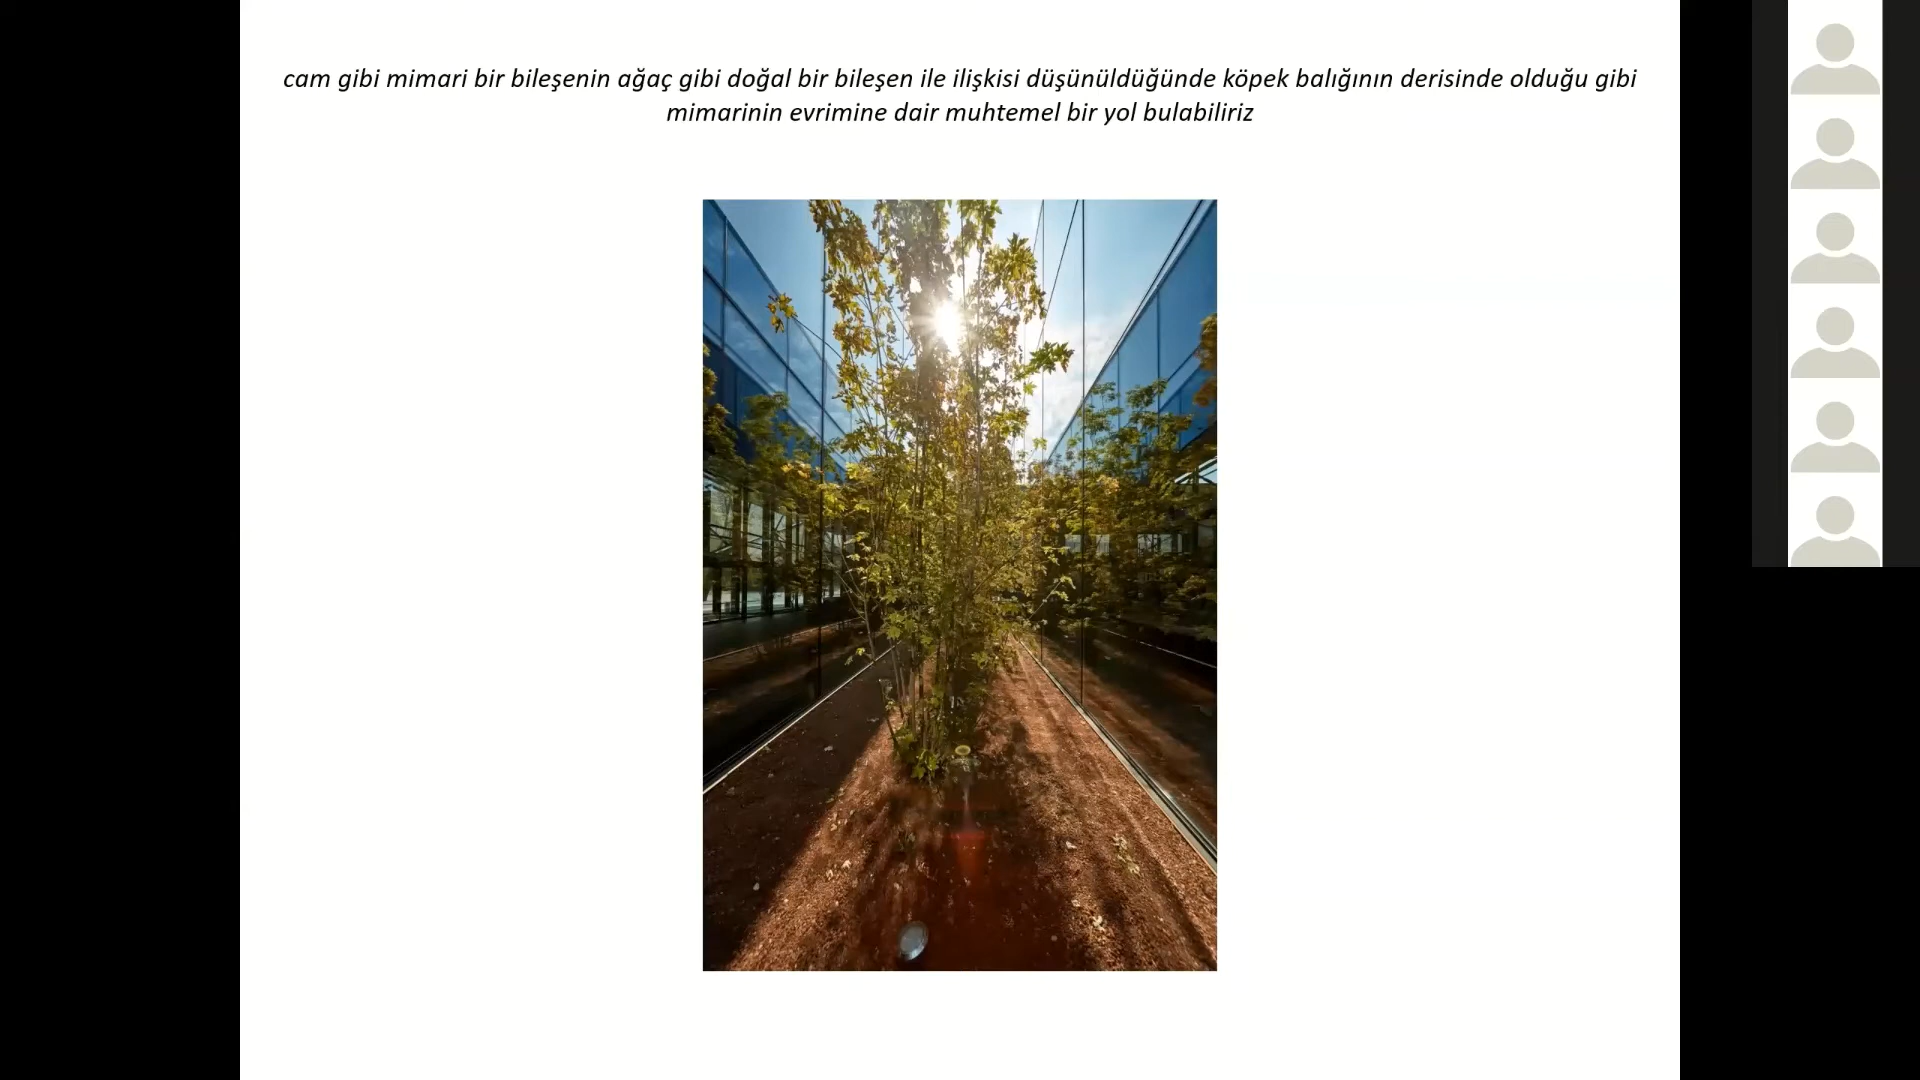 cam gibi mimari bir bileşenin ağaç gibi doğal bir bileşen ile ilişkisi düşünüldüğünde köpek balığının derisinde olduğu gibi
mimarinin evrimine dair muhtemel bir yol bulabiliriz